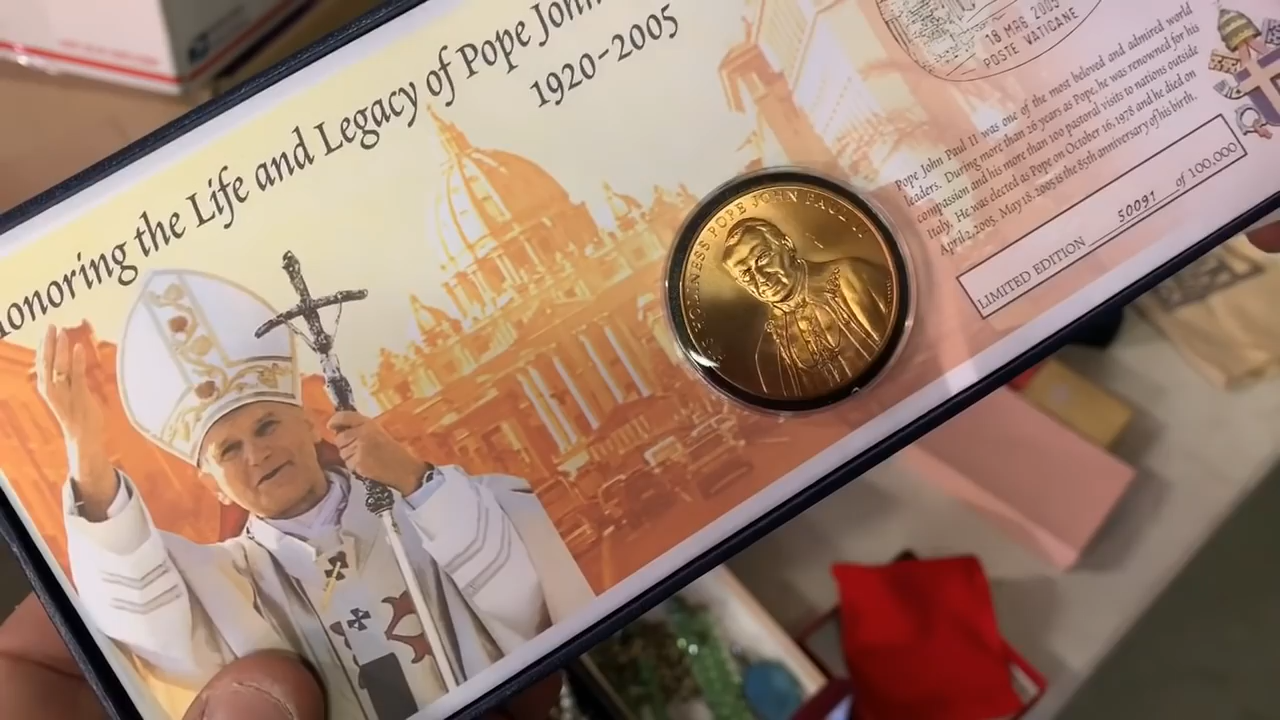 Honoring the Life and Legacy of Pope John
1920-2005
HOLINESS POPE JOHN PAUL II
18 MAG 2005
POSTE VATICANE
Pope John Paul II was one of the most beloved and admired world
leaders. During more than 26 years as Pope, he was renowned for his
compassion and his more than 100 pastoral visits to nations outside
Italy. He was elected as Pope on October 16, 1978 and he died on
April 2, 2005. May 18, 2005 is the 85th anniversary of his birth.
LIMITED EDITION 50091 of 100,000